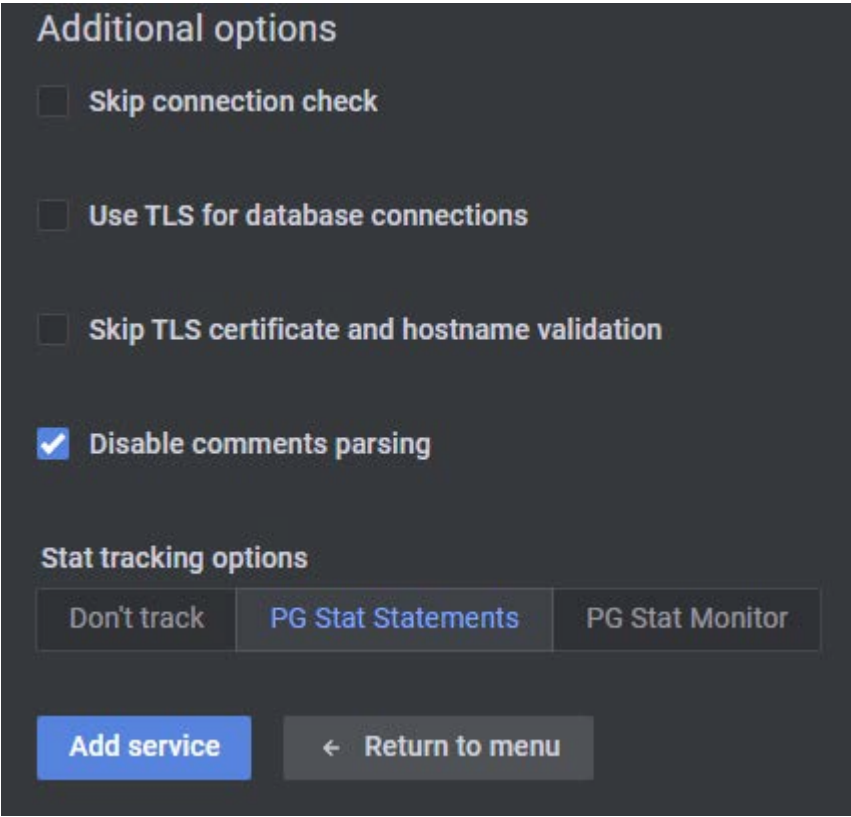 Additional options
Skip connection check
Use TLS for database connections
Skip TLS certificate and hostname validation
Disable comments parsing
Stat tracking options
Don't track PG Stat Statements PG Stat Monitor
Add service ← Return to menu